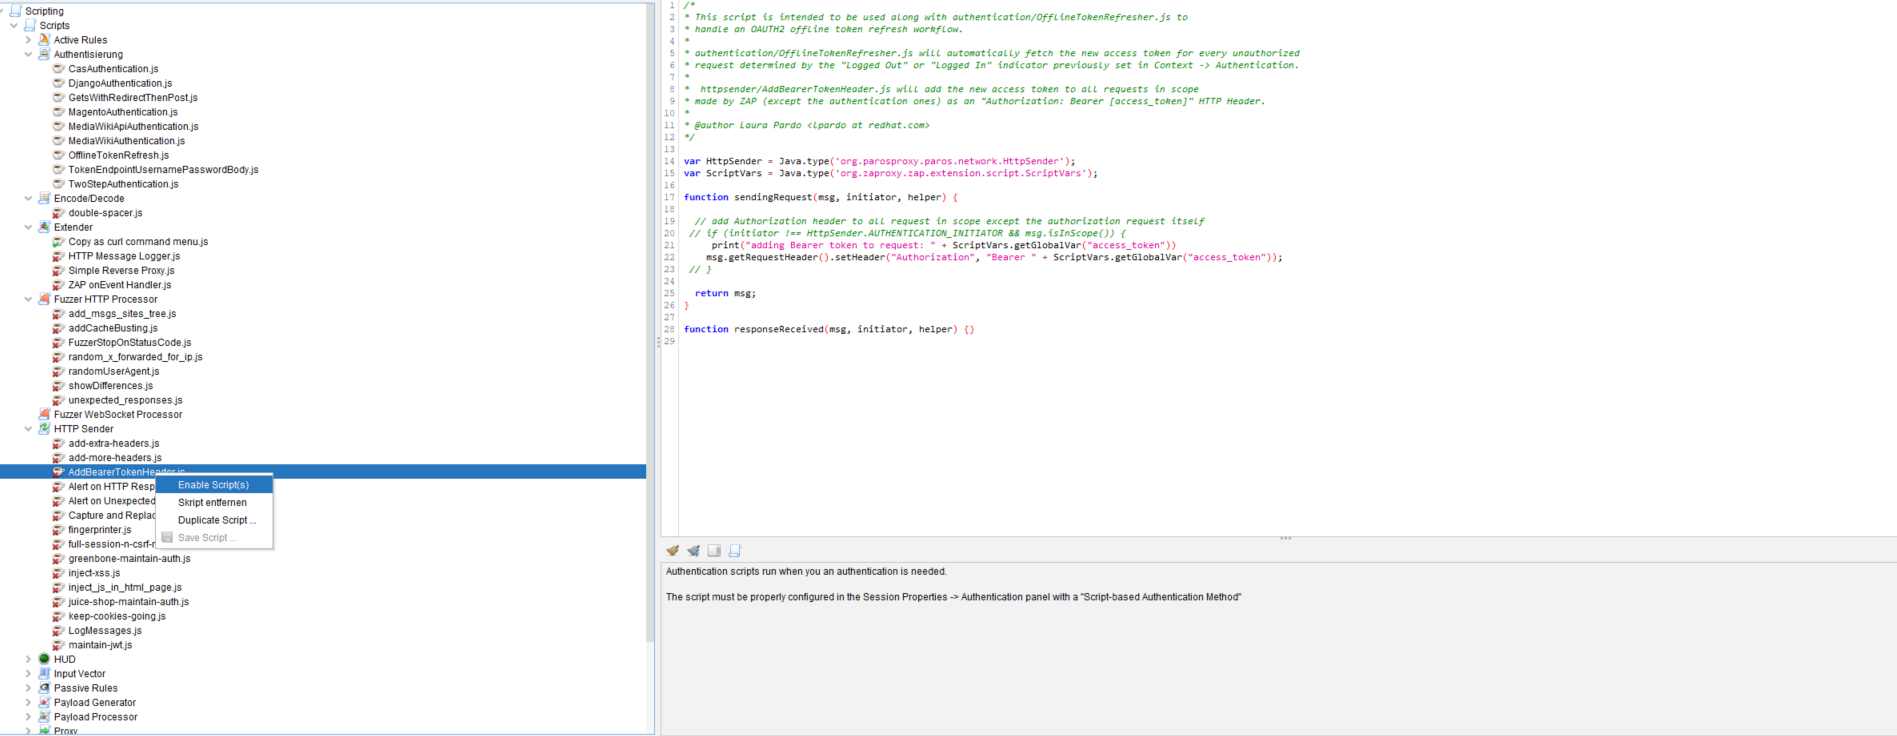 Scripting
Scripts
Active Rules
Authentisierung
CasAuthentication.js
DjangoAuthentication.js
GetsWithRedirectThenPost.js
MagentoAuthentication.js
MediaWikiApiAuthentication.js
MediaWikiAuthentication.js
OfflineTokenRefresh.js
TokenEndpointUsernamePasswordBody.js
TwoStepAuthentication.js
Encode/Decode
double-spacer.js
Extender
Copy as curl command menu.js
HTTP Message Logger.js
Simple Reverse Proxy.js
ZAP onEvent Handler.js
Fuzzer HTTP Processor
add_msgs_sites_tree.js
addCacheBusting.js
FuzzerStopOnStatusCode.js
random_x_forwarded_for_ip.js
randomUserAgent.js
showDifferences.js
unexpected_responses.js
Fuzzer WebSocket Processor
HTTP Sender
add-extra-headers.js
add-more-headers.js
AddBearerTokenHeader.js
Alert on HTTP Resp
Alert on Unexpected
Capture and Replac
fingerprinter.js
full-session-n-csrf-
greenbone-maintain-auth.js
inject-xss.js
inject_js_in_html_page.js
juice-shop-maintain-auth.js
keep-cookies-going.js
LogMessages.js
maintain-jwt.js
HUD
Input Vector
Passive Rules
Payload Generator
Payload Processor
Proxy
Enable Script(s)
Skript entfernen
Duplicate Script ...
Save Script ...
1 /*
2 * This script is intended to be used along with authentication/OfflineTokenRefresher.js to
3 * handle an OAUTH2 offline token refresh workflow.
4 *
5 * authentication/OfflineTokenRefresher.js will automatically fetch the new access token for every unauthorized
6 * request determined by the "Logged Out" or "Logged In" indicator previously set in Context -> Authentication.
7 *
8 *  httpsender/AddBearerTokenHeader.js will add the new access token to all requests in scope
9 * made by ZAP (except the authentication ones) as an "Authorization: Bearer [access_token]" HTTP Header.
10 *
11 * @author Laura Pardo <lpardo at redhat.com>
12 */
13
14 var HttpSender = Java.type('org.parosproxy.paros.network.HttpSender');
15 var ScriptVars = Java.type('org.zaproxy.zap.extension.script.ScriptVars');
16
17 function sendingRequest(msg, initiator, helper) {
18
19 // add Authorization header to all request in scope except the authorization request itself
20 // if (initiator !== HttpSender.AUTHENTICATION_INITIATOR && msg.isInScope()) {
21 print("adding Bearer token to request: " + ScriptVars.getGlobalVar("access_token"))
22 msg.getRequestHeader().setHeader("Authorization", "Bearer " + ScriptVars.getGlobalVar("access_token"));
23 // }
24
25 return msg;
26 }
27
28 function responseReceived(msg, initiator, helper) {}
29
Authentication scripts run when you an authentication is needed.
The script must be properly configured in the Session Properties -> Authentication panel with a "Script-based Authentication Method"